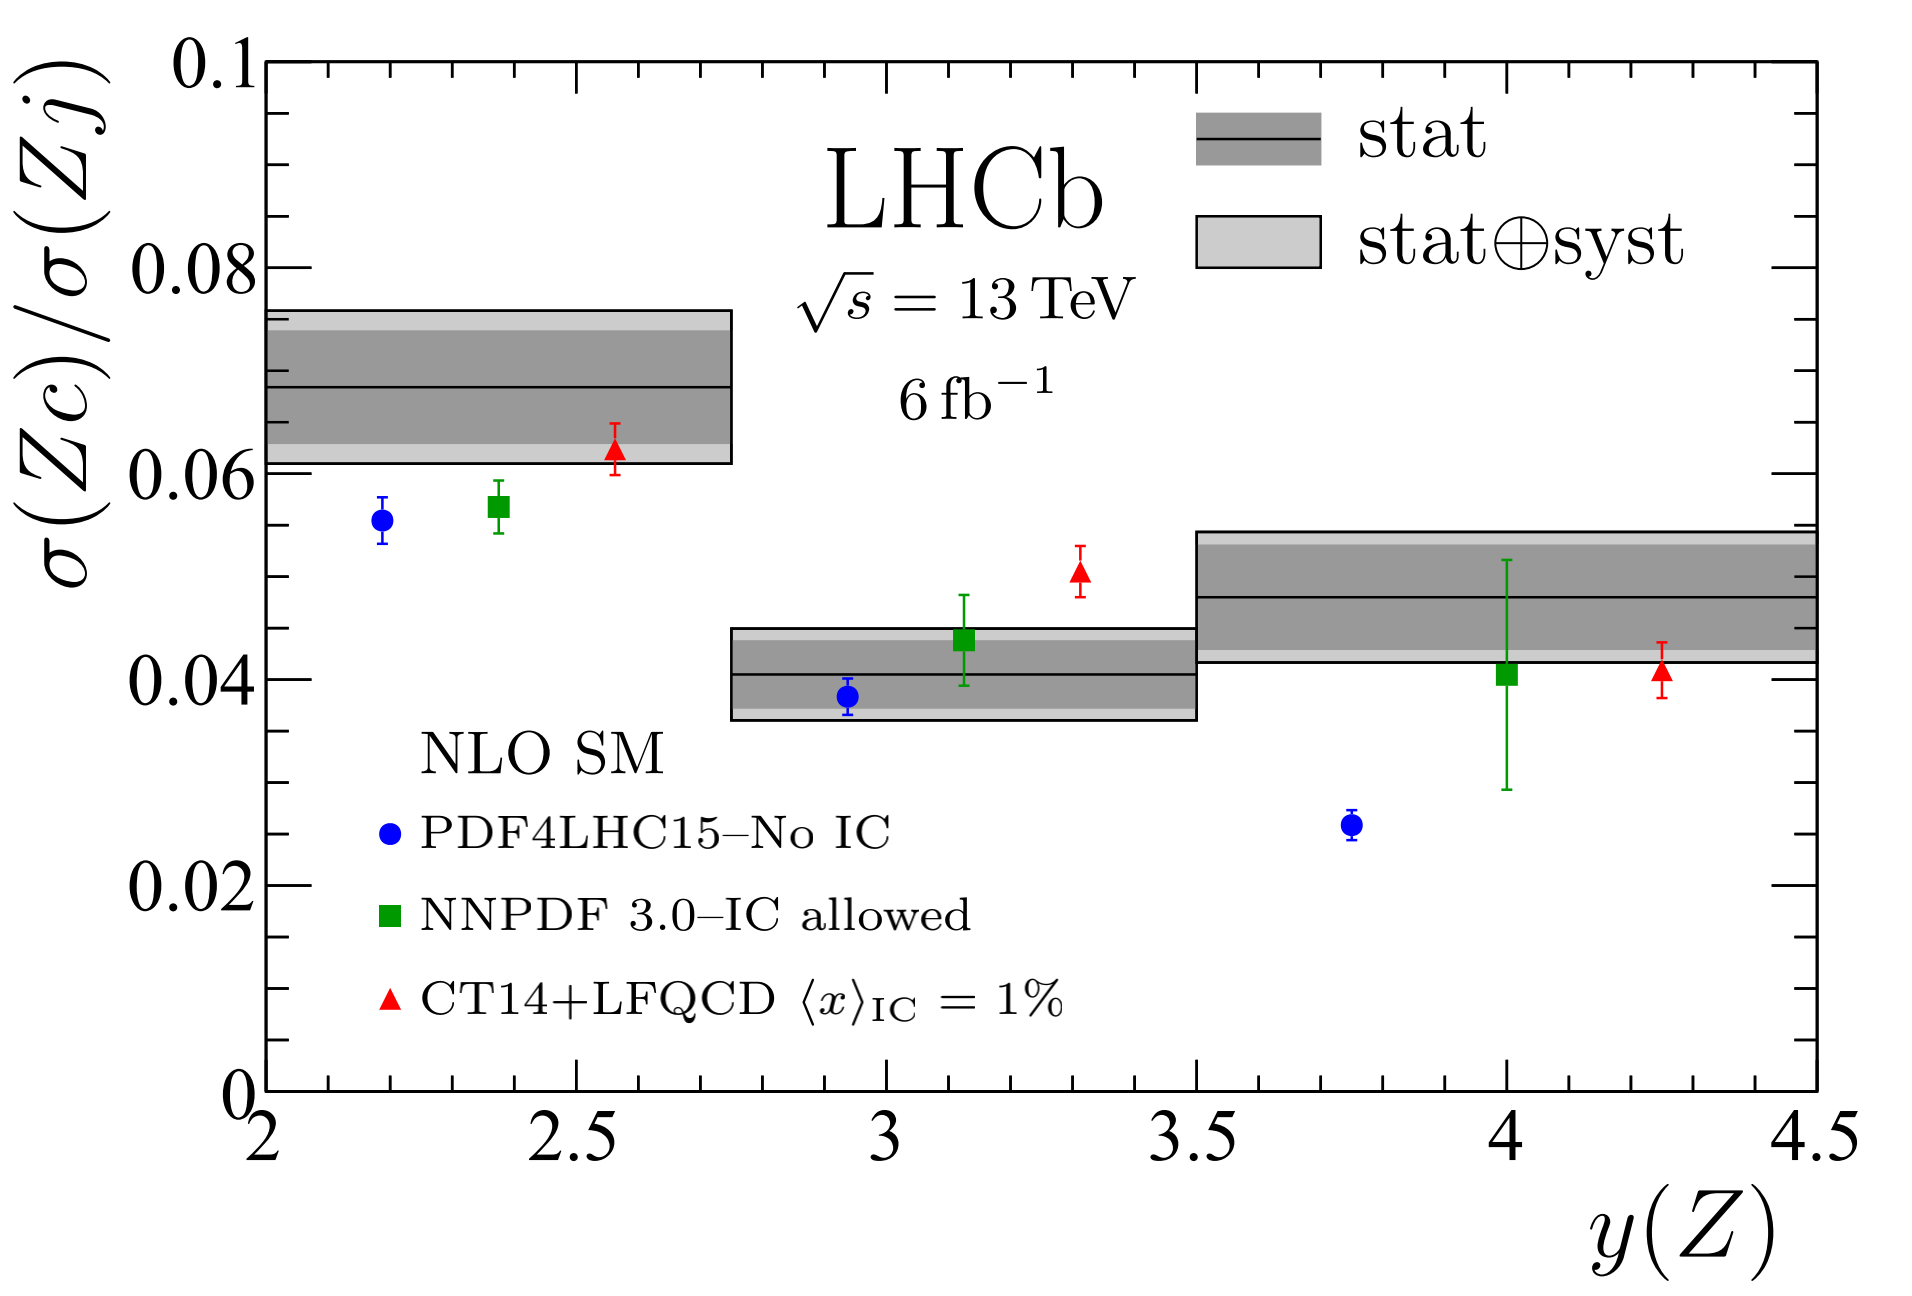 σ(Zc)/σ(Zj)
0.1
0.08
0.06
0.04
0.02
0
LHCb
√s = 13 TeV
6 fb⁻¹
stat
stat⊕syst
NLO SM
PDF4LHC15–No IC
NNPDF 3.0–IC allowed
CT14+LFQCD ⟨x⟩IC = 1%
2 2.5 3 3.5 4 4.5
y(Z)